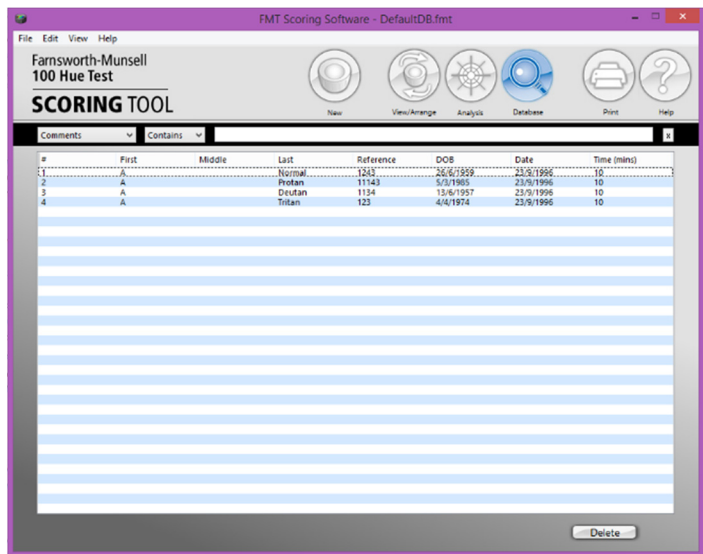 FMT Scoring Software - DefaultDB.fmt
File Edit View Help
Farnsworth-Munsell
100 Hue Test
SCORING TOOL
New View/Arrange Analysis Database Print Help
Comments Contains x
# First Middle Last Reference DOB Date Time (mins)
1 A Normal 1243 26/6/1959 23/9/1996 10
2 A Protan 11143 5/3/1985 23/9/1996 10
3 A Deutan 1134 13/6/1957 23/9/1996 10
4 A Tritan 123 4/4/1974 23/9/1996 10
Delete